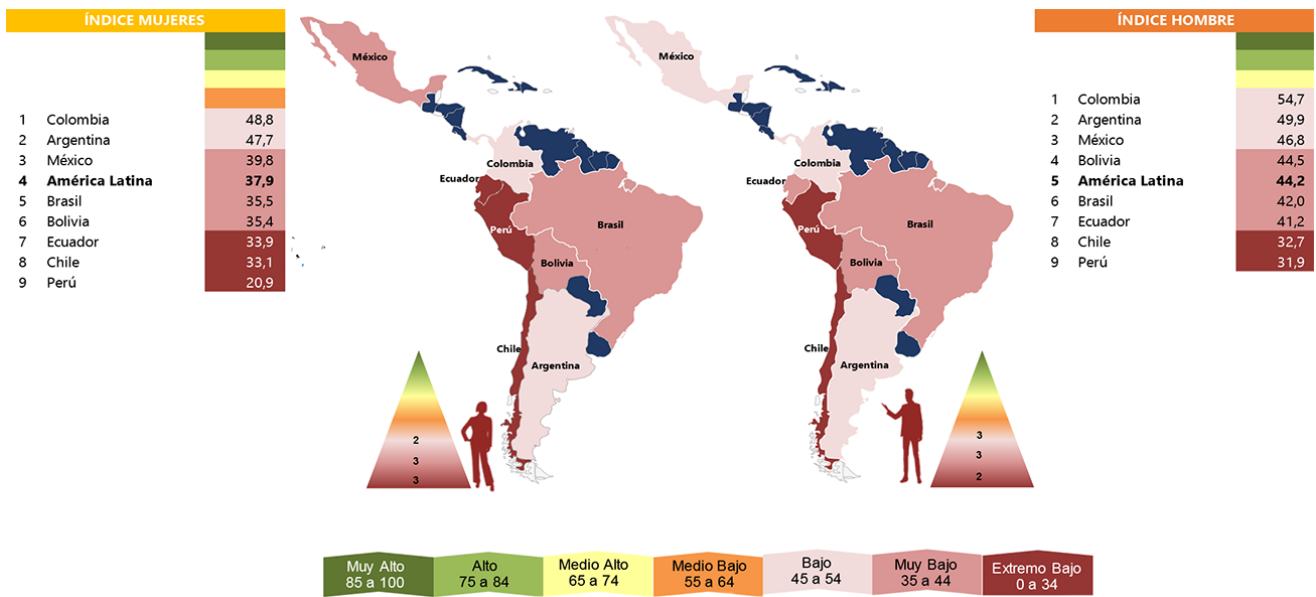 ÍNDICE MUJERES
1 Colombia 48,8
2 Argentina 47,7
3 México 39,8
4 América Latina 37,9
5 Brasil 35,5
6 Bolivia 35,4
7 Ecuador 33,9
8 Chile 33,1
9 Perú 20,9
México
Colombia
Ecuador
Brasil
Perú
Bolivia
Chile
Argentina
2
3
3
México
Colombia
Ecuador
Brasil
Perú
Bolivia
Chile
Argentina
3
3
2
ÍNDICE HOMBRE
1 Colombia 54,7
2 Argentina 49,9
3 México 46,8
4 Bolivia 44,5
5 América Latina 44,2
6 Brasil 42,0
7 Ecuador 41,2
8 Chile 32,7
9 Perú 31,9
Muy Alto
85 a 100
Alto
75 a 84
Medio Alto
65 a 74
Medio Bajo
55 a 64
Bajo
45 a 54
Muy Bajo
35 a 44
Extremo Bajo
0 a 34